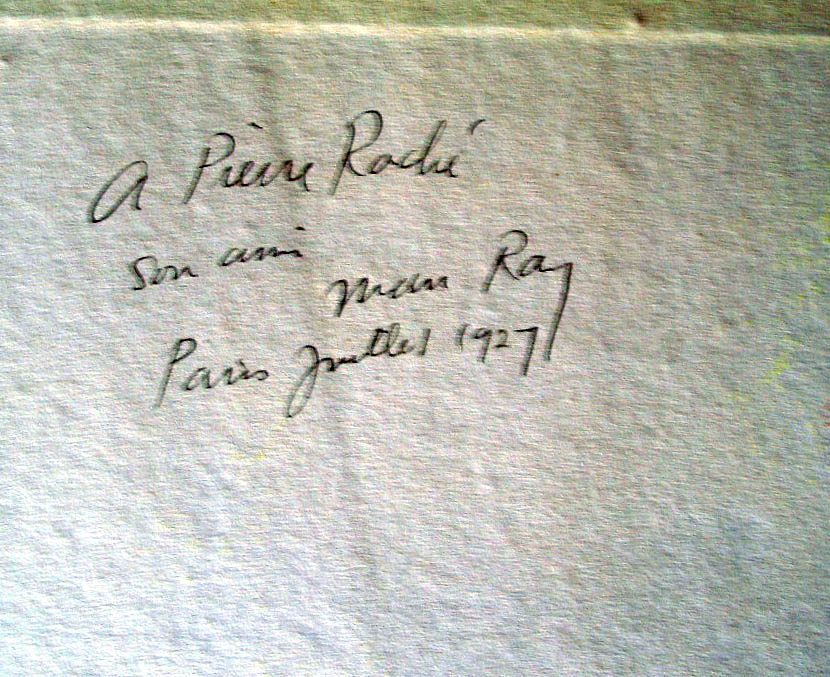 A Pierre Roché
son ami
Man Ray
Paris Juillet 1927